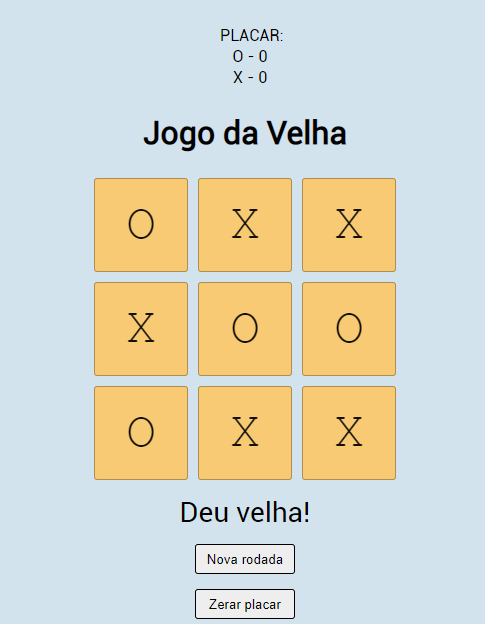 PLACAR:
O - 0
X - 0
Jogo da Velha
O X X
X O O
O X X
Deu velha!
Nova rodada
Zerar placar